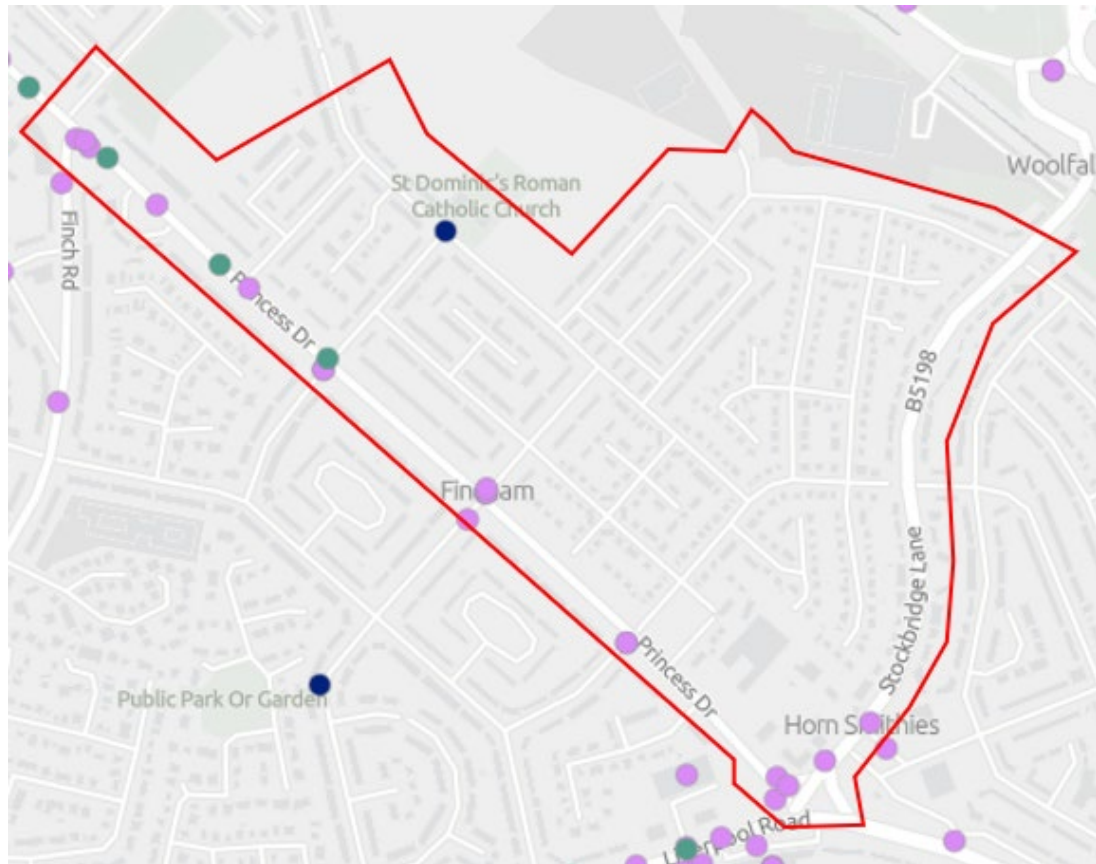 Woolfal
St Dominic's Roman
Catholic Church
Finch Rd
Princess Dr
B5198
Stockbridge Lane
Public Park Or Garden
Princess Dr
Liverpool Road